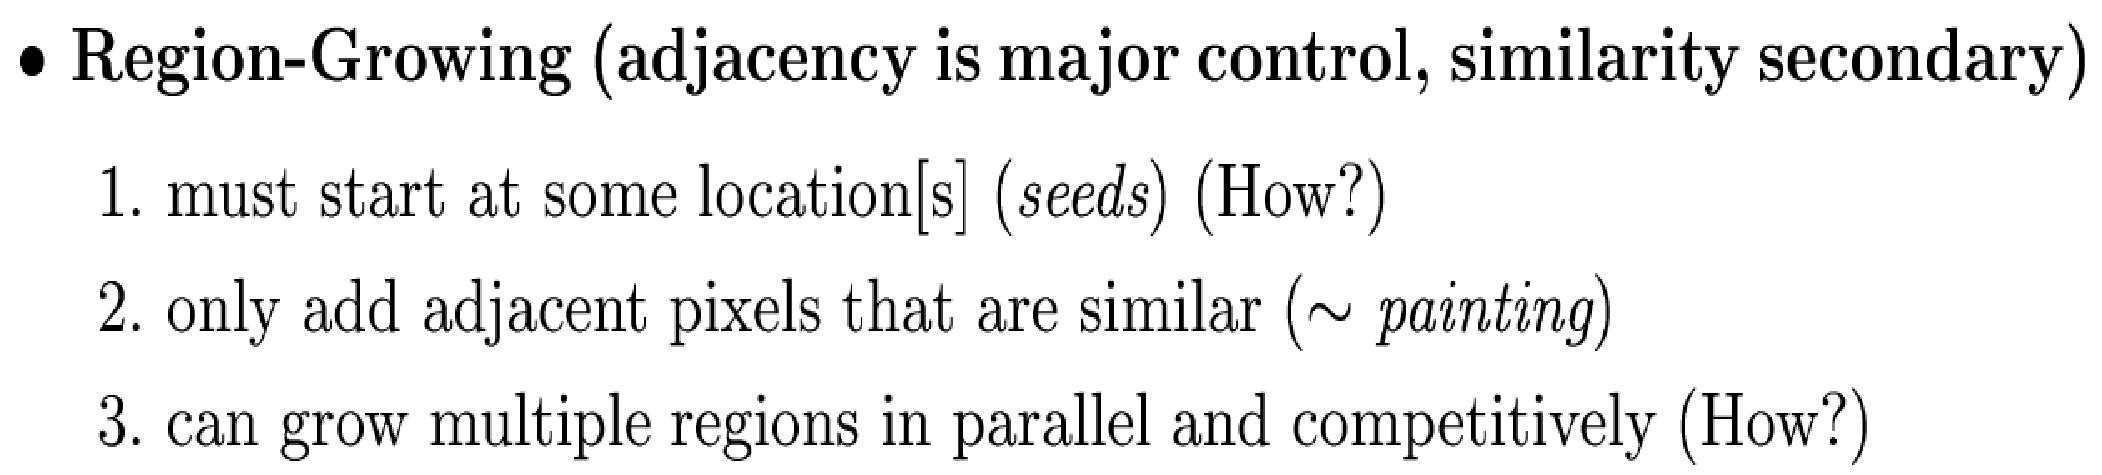 • Region-Growing (adjacency is major control, similarity secondary)
1. must start at some location[s] (seeds) (How?)
2. only add adjacent pixels that are similar (∼ painting)
3. can grow multiple regions in parallel and competitively (How?)